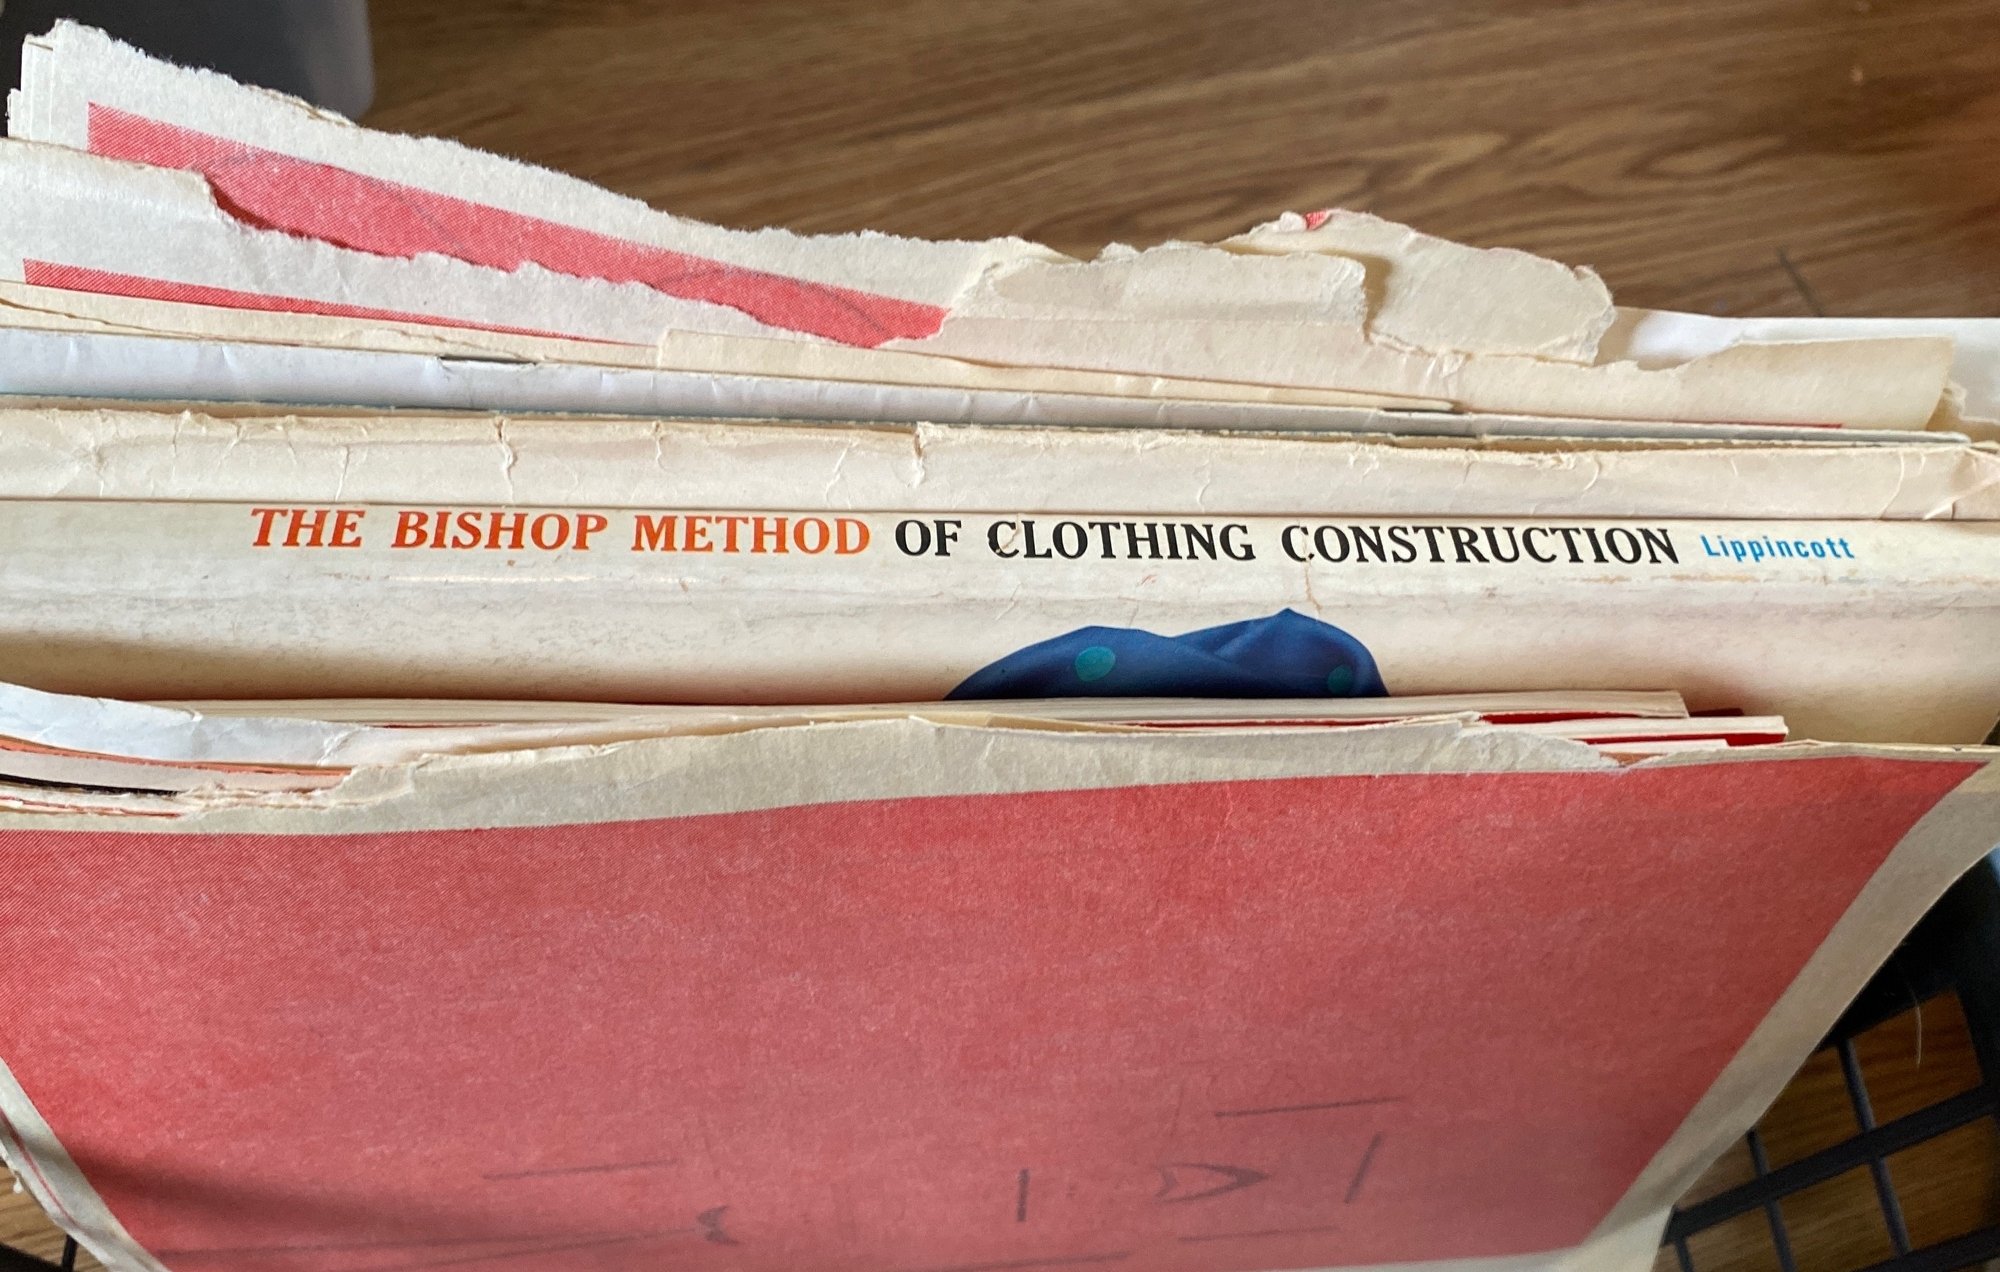 THE BISHOP METHOD OF CLOTHING CONSTRUCTION Lippincott